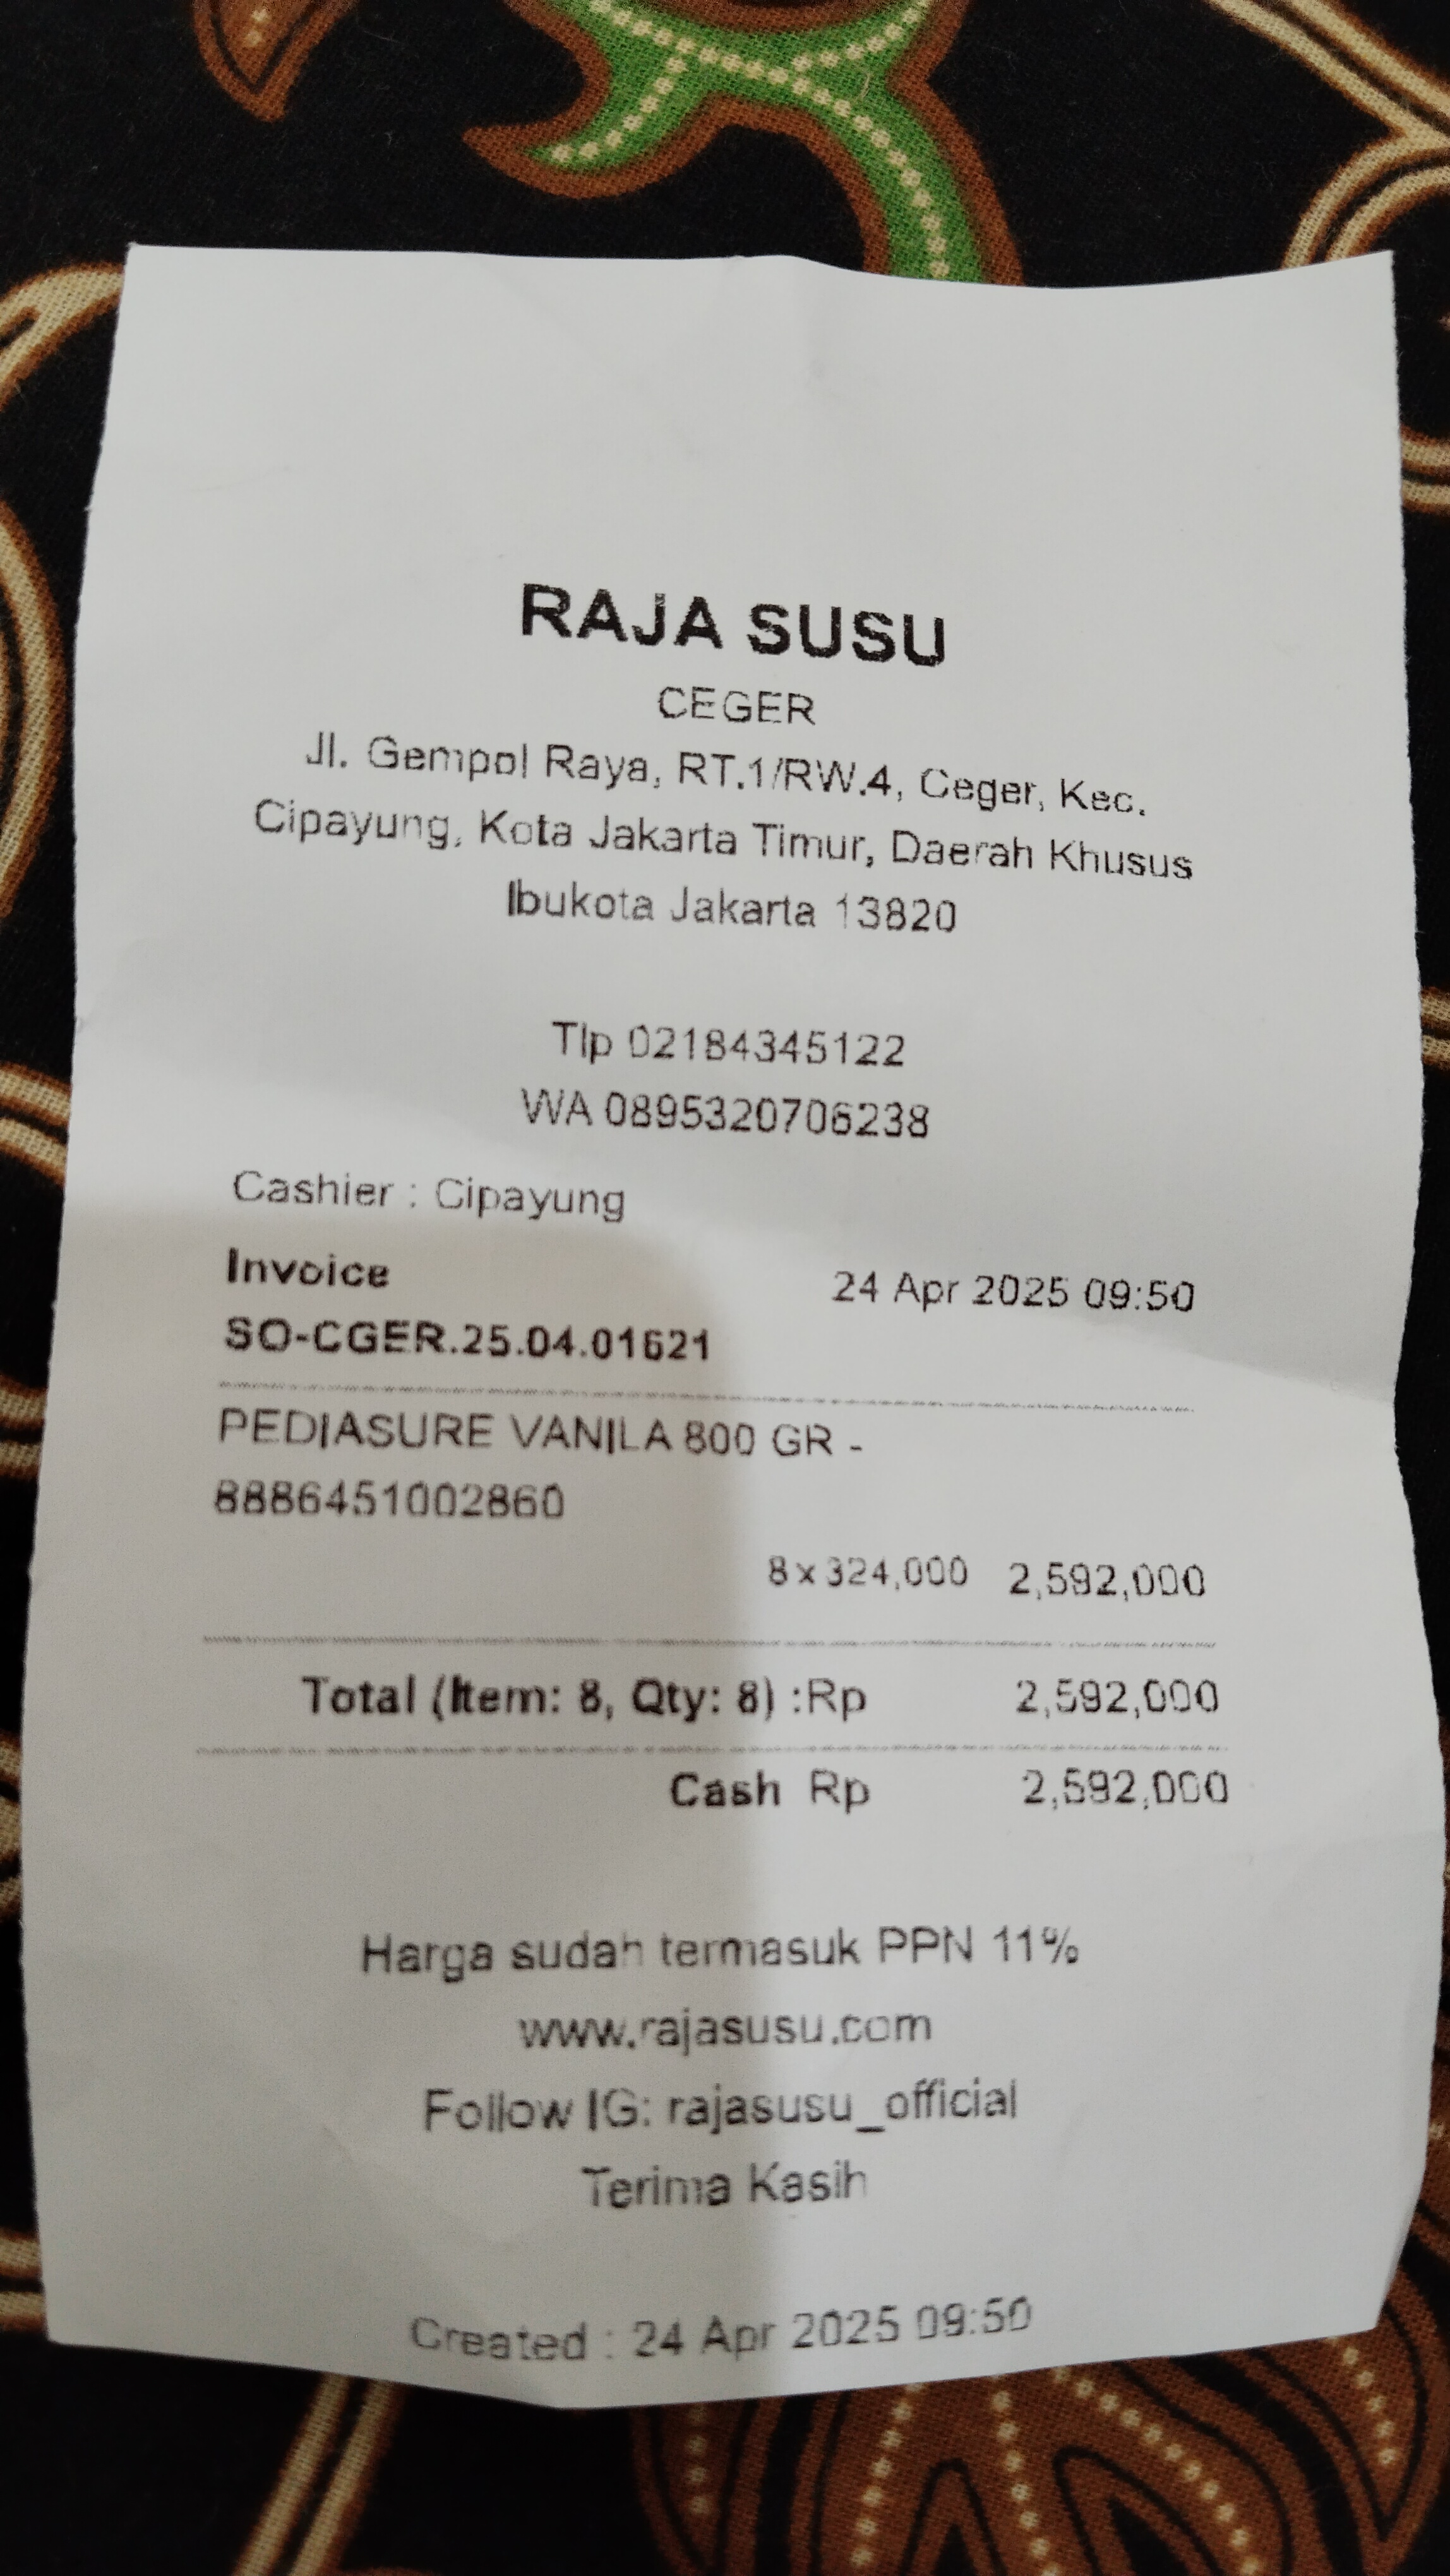 RAJA SUSU
CEGER
Jl. Gempol Raya, RT.1/RW.4, Ceger, Kec.
Cipayung, Kota Jakarta Timur, Daerah Khusus
Ibukota Jakarta 13820
Tlp 02184345122
WA 0895320706238
Cashier : Cipayung
Invoice 24 Apr 2025 09:50
SO-CGER.25.04.01621
PEDIASURE VANILA 800 GR -
8886451002860
8 x 324,000 2,592,000
Total (Item: 8, Qty: 8) :Rp 2,592,000
Cash Rp 2,592,000
Harga sudah termasuk PPN 11%
www.rajasusu.com
Follow IG: rajasusu_official
Terima Kasih
Created : 24 Apr 2025 09:50